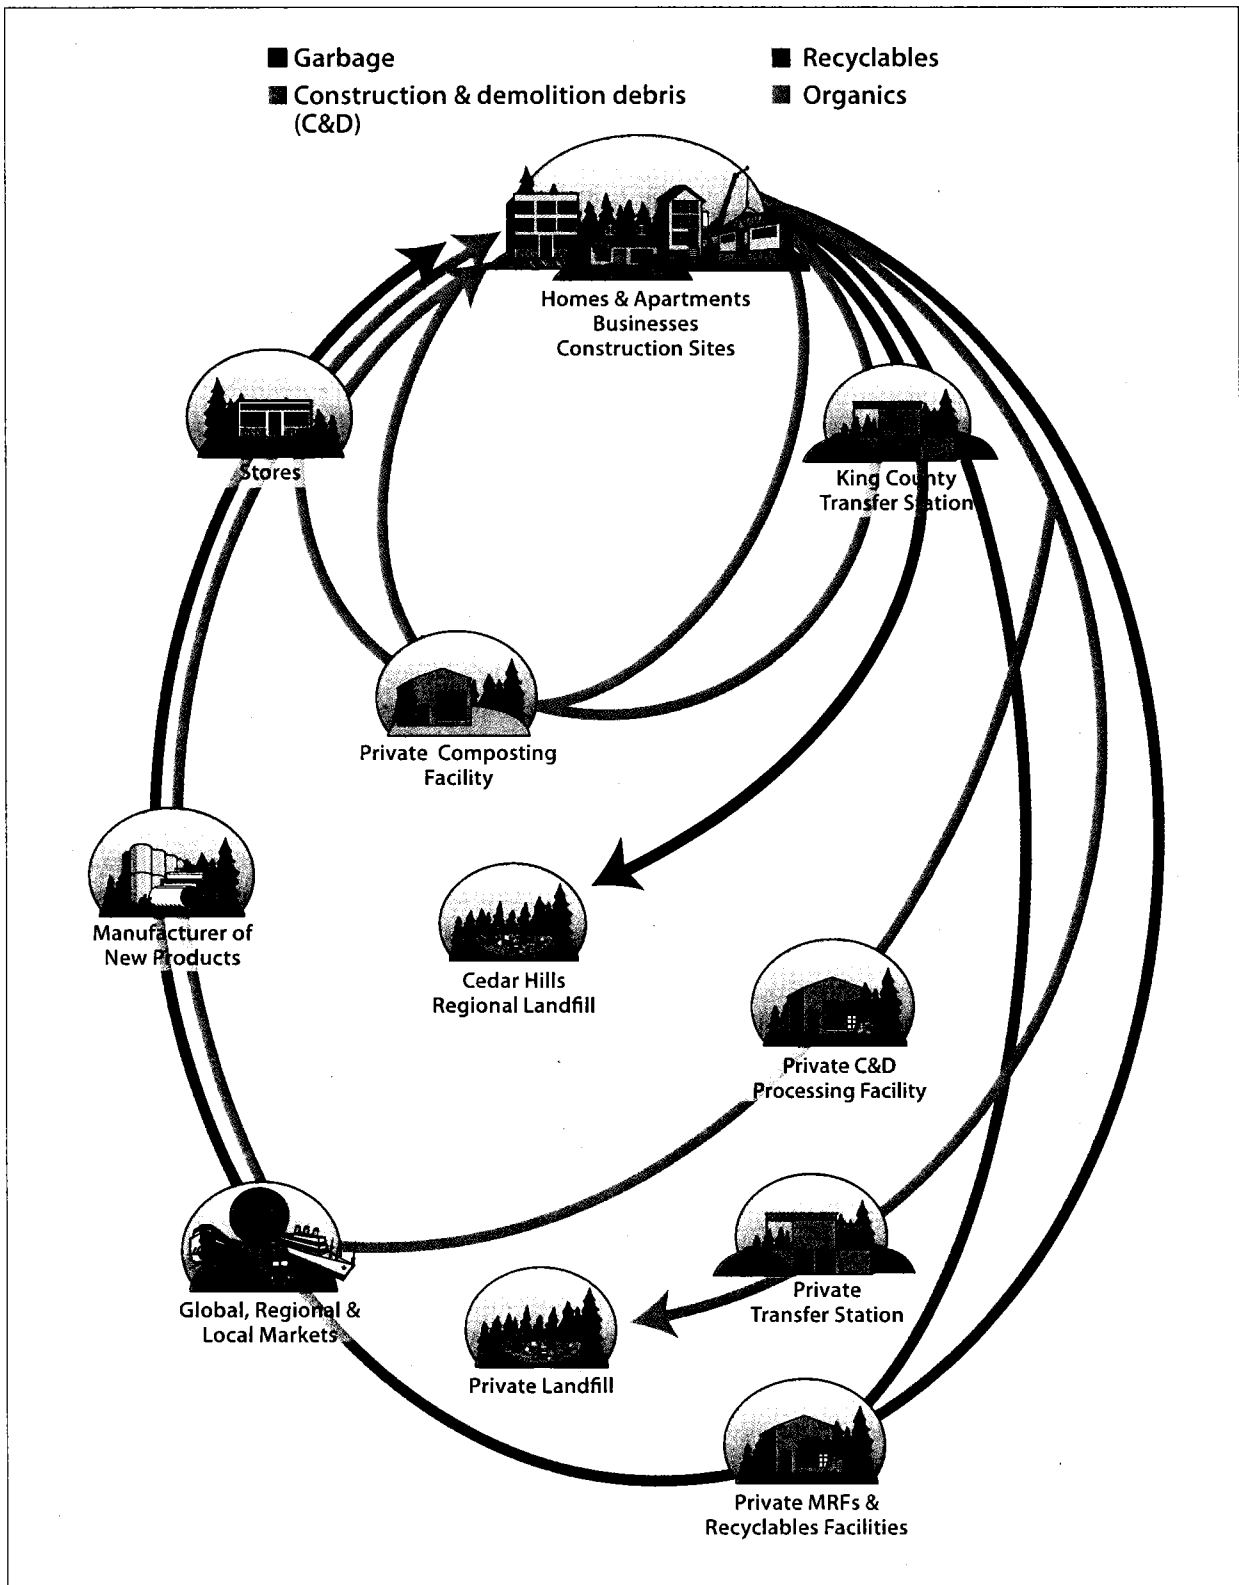 Garbage
Recyclables
Construction & demolition debris
(C&D)
Organics
Homes & Apartments
Businesses
Construction Sites
Stores
King County
Transfer Station
Private Composting
Facility
Manufacturer of
New Products
Cedar Hills
Regional Landfill
Private C&D
Processing Facility
Global, Regional &
Local Markets
Private
Transfer Station
Private Landfill
Private MRFs &
Recyclables Facilities